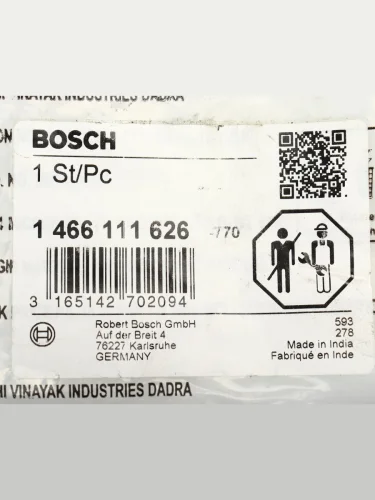 VINAYAK INDUSTRIES DADRA
BOSCH
1 St/Pc
1 466 111 626 -770
3 165142 702094
Robert Bosch GmbH
Auf der Breit 4
76227 Karlsruhe
GERMANY
593
278
Made in India
Fabriqué en Inde
HI VINAYAK INDUSTRIES DADRA